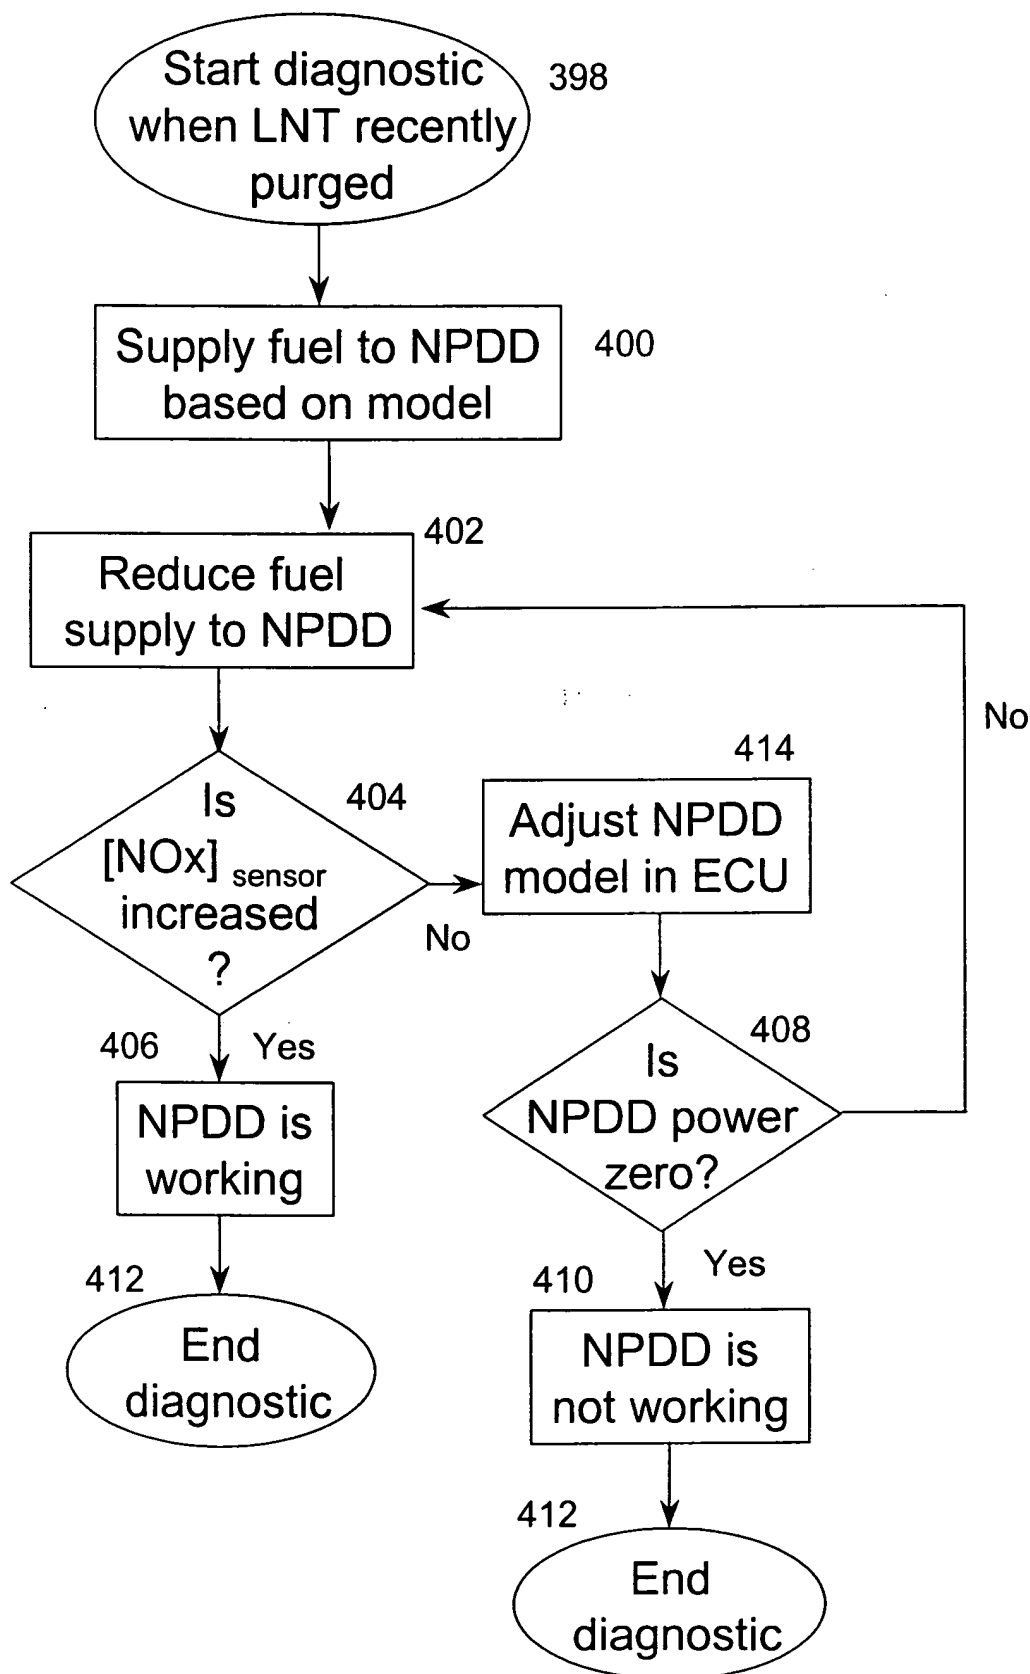 Start diagnostic
when LNT recently
purged
398
Supply fuel to NPDD
based on model
400
402
Reduce fuel
supply to NPDD
No
404
Is
[NOx] sensor
increased
?
No
414
Adjust NPDD
model in ECU
406
Yes
NPDD is
working
408
Is
NPDD power
zero?
412
End
diagnostic
410
Yes
NPDD is
not working
412
End
diagnostic